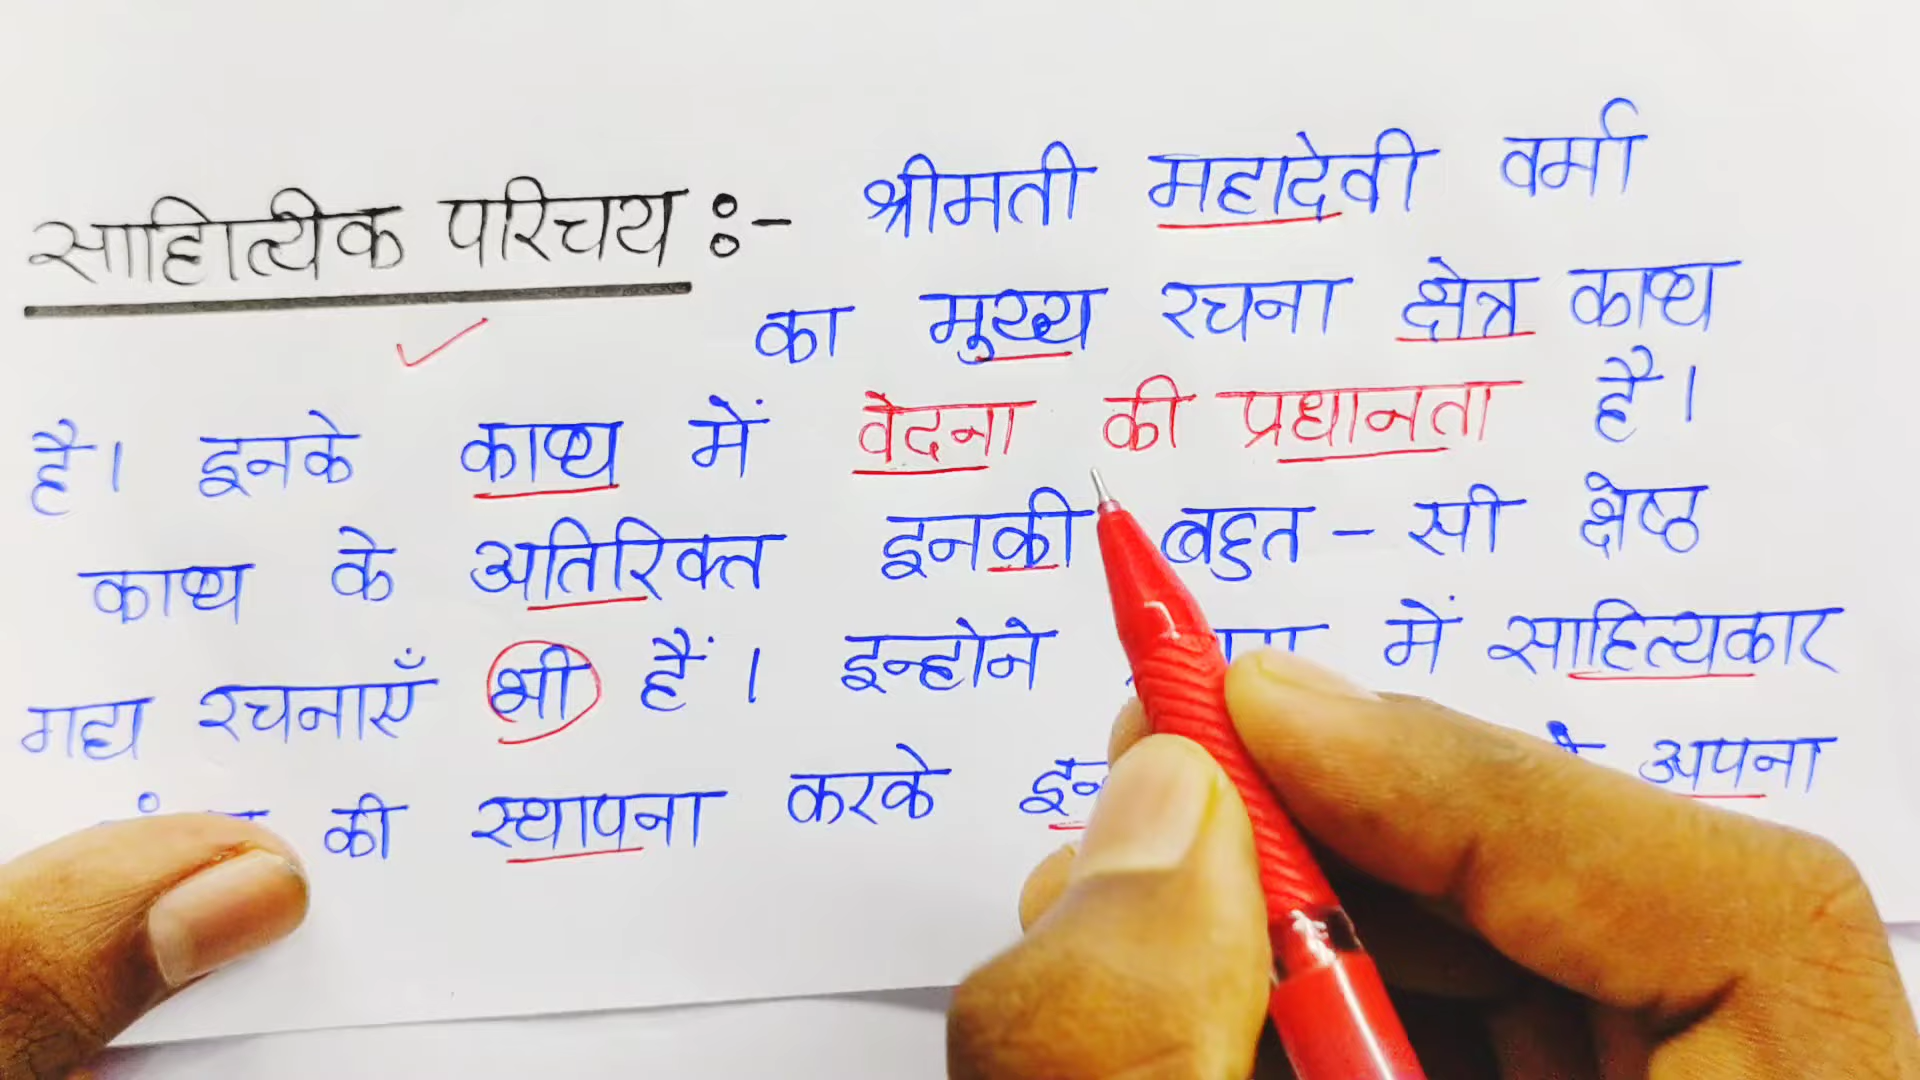 साहित्यिक परिचय :- श्रीमती महादेवी वर्मा
का मुख्य रचना क्षेत्र काव्य
है। इनके काव्य में वेदना की प्रधानता है।
काव्य के अतिरिक्त इनकी बहुत - सी क्षेष्ठ
गद्य रचनाएँ भी हैं। इन्होने में साहित्यकार
की स्थापना करके अपना